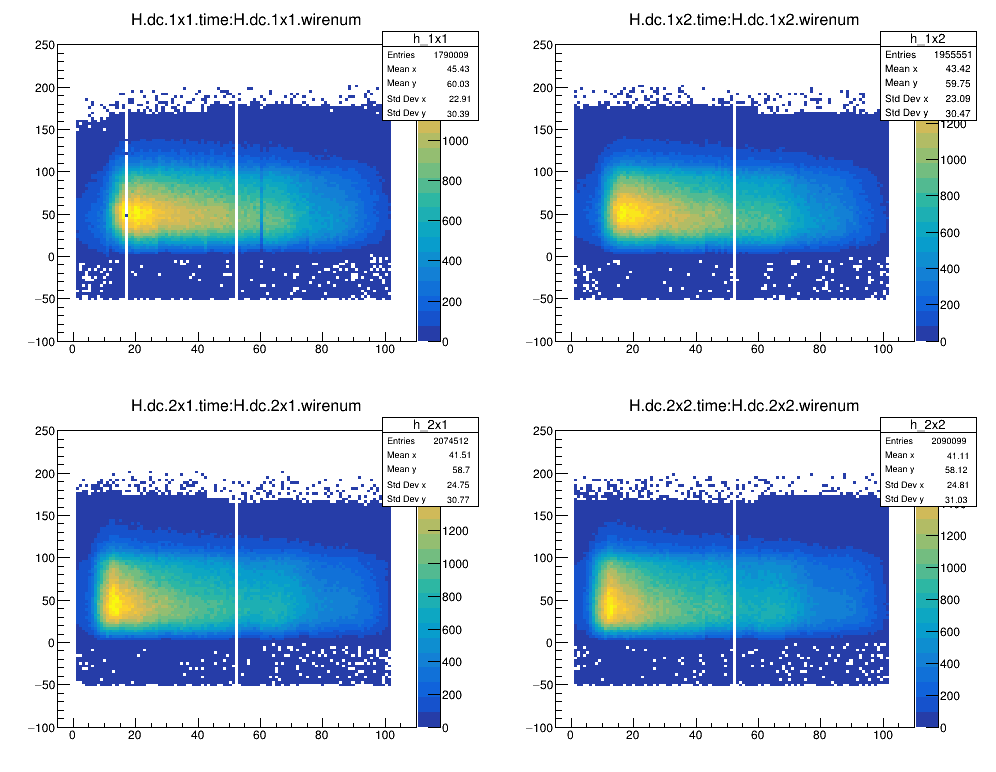 H.dc.1x1.time:H.dc.1x1.wirenum
h_1x1
Entries 1790009
Mean x 45.43
Mean y 60.03
Std Dev x 22.91
Std Dev y 30.39
250
200
150
100
50
0
−50
−100
0 20 40 60 80 100
1000
800
600
400
200
0
H.dc.1x2.time:H.dc.1x2.wirenum
h_1x2
Entries 1955551
Mean x 43.42
Mean y 59.75
Std Dev x 23.09
Std Dev y 30.47
250
200
150
100
50
0
−50
−100
0 20 40 60 80 100
1200
1000
800
600
400
200
0
H.dc.2x1.time:H.dc.2x1.wirenum
h_2x1
Entries 2074512
Mean x 41.51
Mean y 58.7
Std Dev x 24.75
Std Dev y 30.77
250
200
150
100
50
0
−50
−100
0 20 40 60 80 100
1200
1000
800
600
400
200
0
H.dc.2x2.time:H.dc.2x2.wirenum
h_2x2
Entries 2090099
Mean x 41.11
Mean y 58.12
Std Dev x 24.81
Std Dev y 31.03
250
200
150
100
50
0
−50
−100
0 20 40 60 80 100
1200
1000
800
600
400
200
0